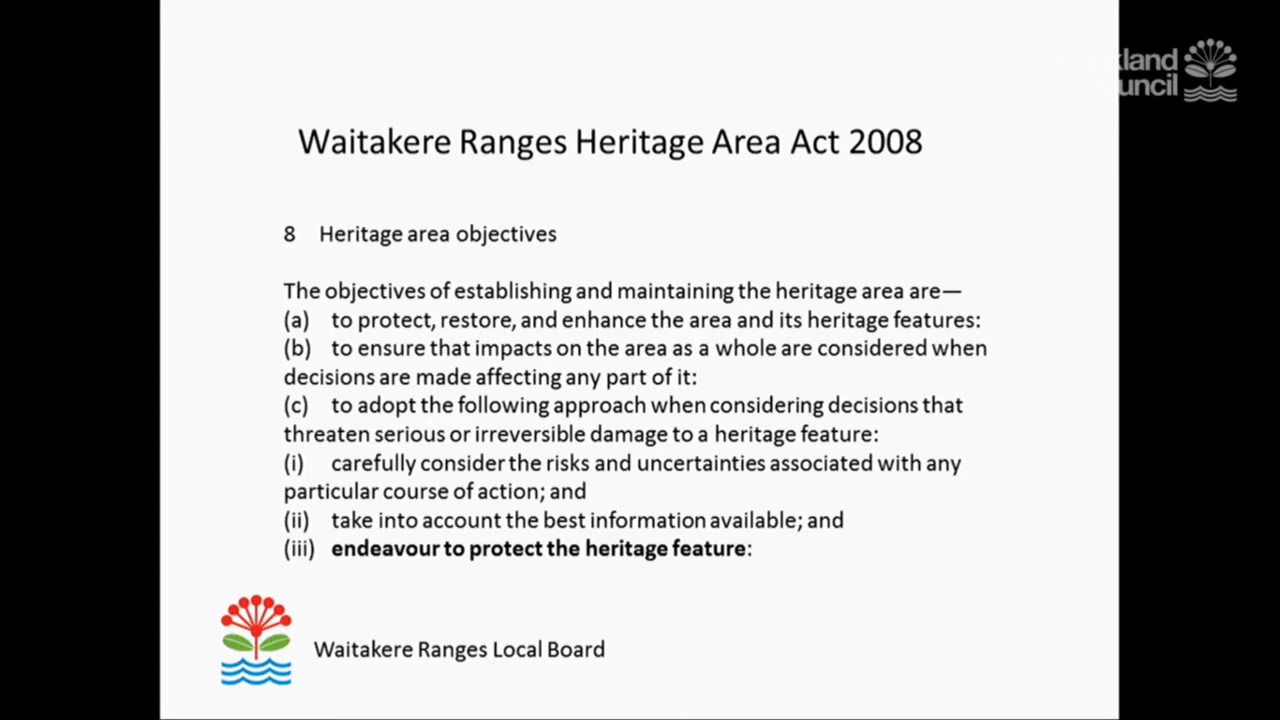 Waitakere Ranges Heritage Area Act 2008
8 Heritage area objectives
The objectives of establishing and maintaining the heritage area are—
(a) to protect, restore, and enhance the area and its heritage features:
(b) to ensure that impacts on the area as a whole are considered when
decisions are made affecting any part of it:
(c) to adopt the following approach when considering decisions that
threaten serious or irreversible damage to a heritage feature:
(i) carefully consider the risks and uncertainties associated with any
particular course of action; and
(ii) take into account the best information available; and
(iii) endeavour to protect the heritage feature:
Waitakere Ranges Local Board